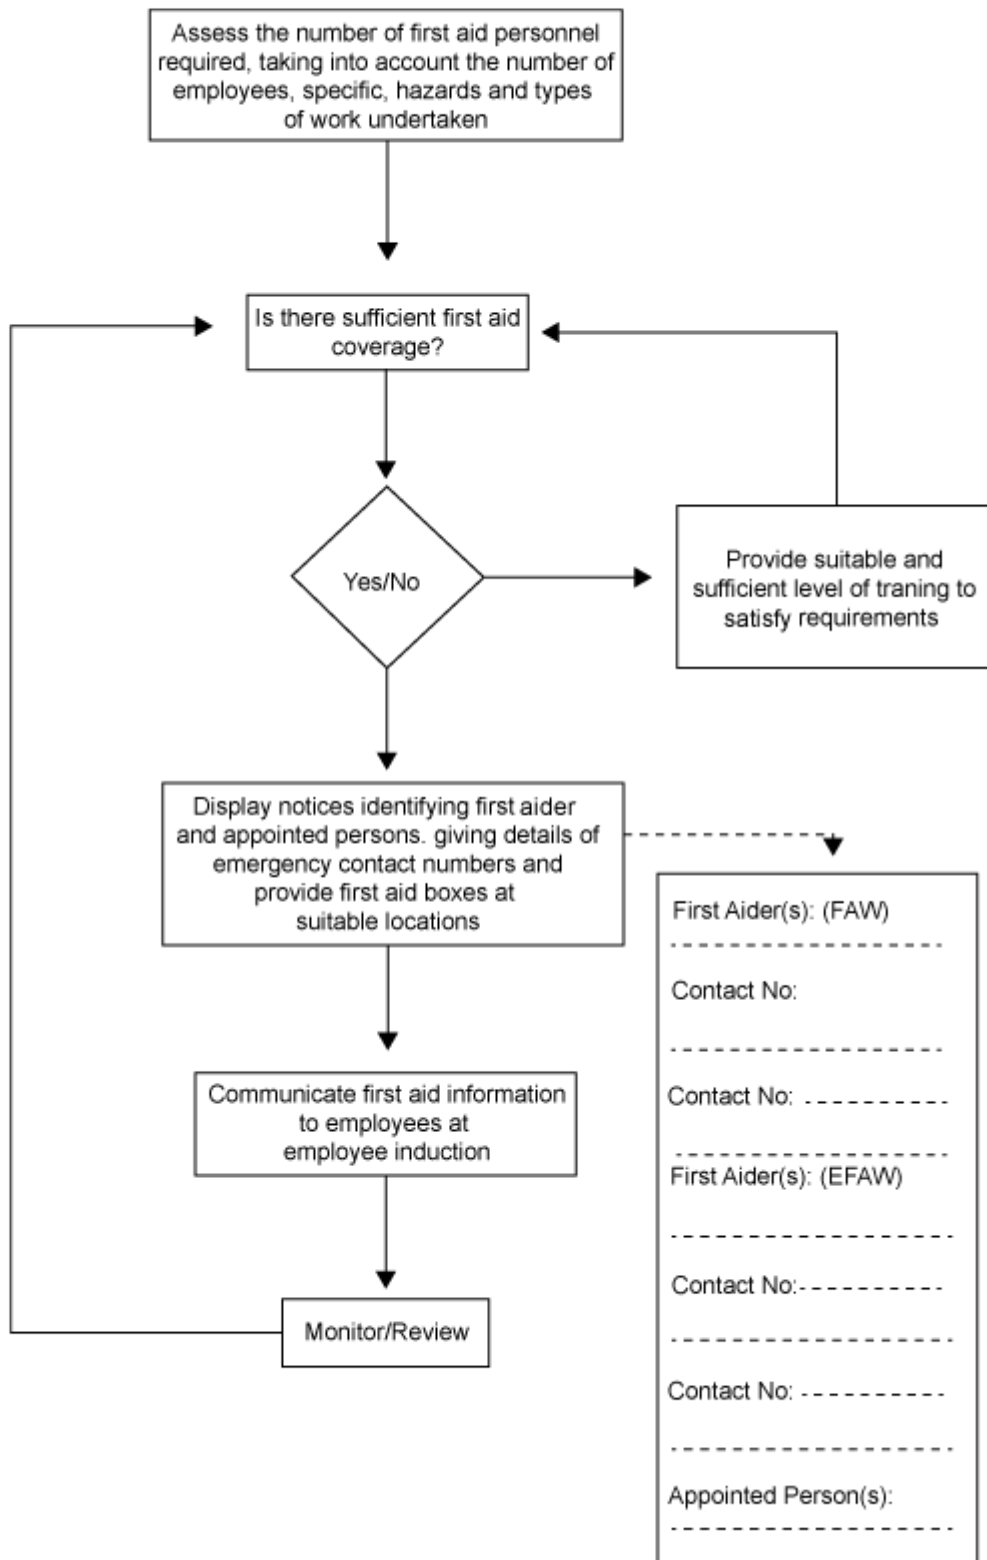 Assess the number of first aid personnel
required, taking into account the number of
employees, specific, hazards and types
of work undertaken
Is there sufficient first aid
coverage?
Yes/No
Provide suitable and
sufficient level of traning to
satisfy requirements
Display notices identifying first aider
and appointed persons. giving details of
emergency contact numbers and
provide first aid boxes at
suitable locations
First Aider(s): (FAW)
Contact No:
Contact No:
First Aider(s): (EFAW)
Contact No:
Contact No:
Appointed Person(s):
Communicate first aid information
to employees at
employee induction
Monitor/Review